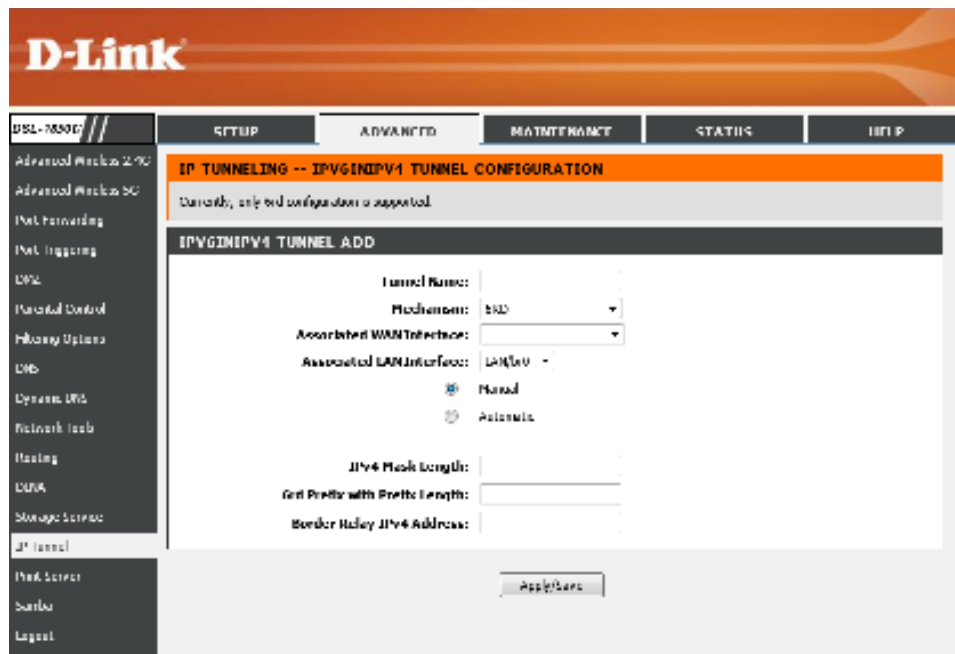 D-Link
SETUP
ADVANCED
MAINTENANCE
STATUS
HELP
Advanced Wireless 2.4G
Advanced Wireless 5G
Port Forwarding
Port Triggering
DMZ
Parental Control
Filtering Options
DNS
Dynamic DNS
Network Tools
Routing
DLNA
Storage Service
IP Tunnel
Print Server
Samba
Logout
IP TUNNELING -- IPV6INIPV4 TUNNEL CONFIGURATION
Currently, only 6rd configuration is supported.
IPV6INIPV4 TUNNEL ADD
Tunnel Name:
Mechanism: 6RD
Associated WAN Interface:
Associated LAN Interface: LAN/br0
Manual
Automatic
IPv4 Mask Length:
6rd Prefix with Prefix Length:
Border Relay IPv4 Address:
Apply/Save